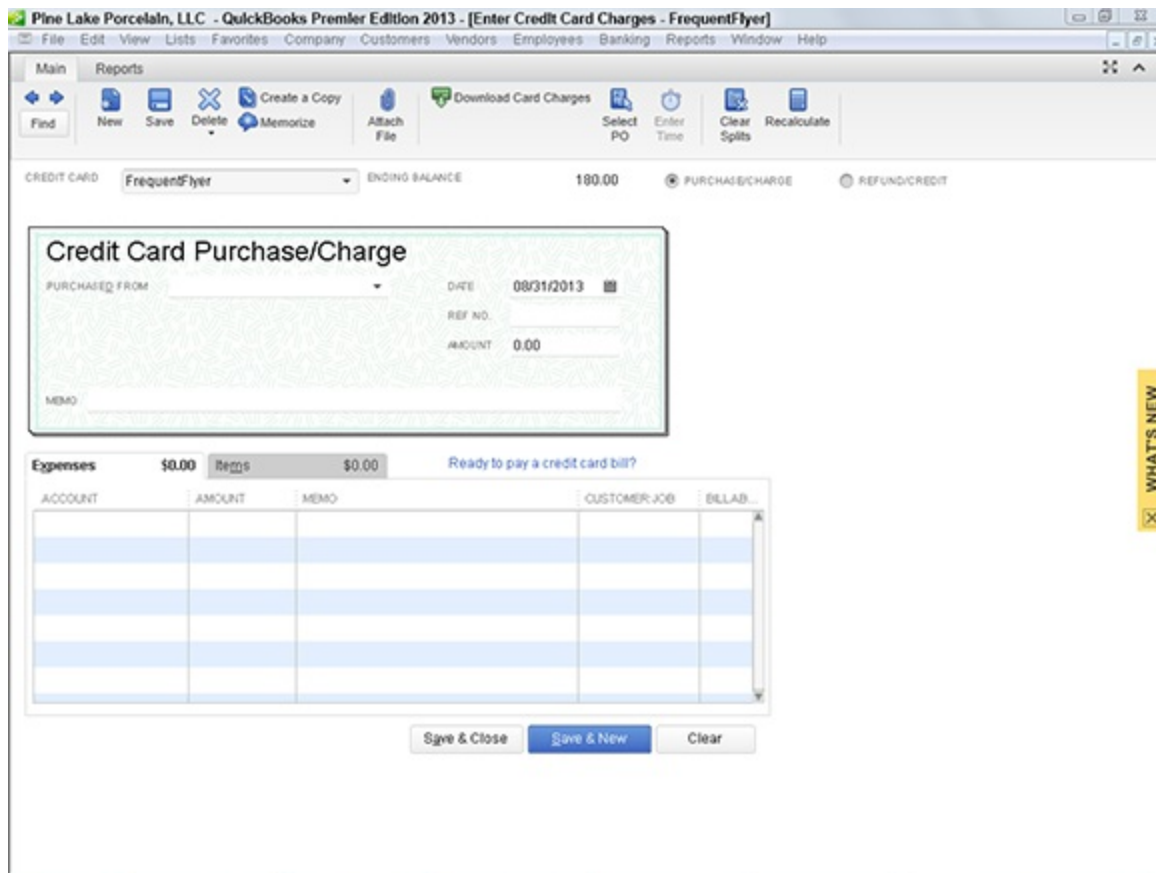 Pine Lake Porcelain, LLC - QuickBooks Premier Edition 2013 - [Enter Credit Card Charges - FrequentFlyer]
File Edit View Lists Favorites Company Customers Vendors Employees Banking Reports Window Help
Main Reports
Find New Save Delete Create a Copy Memorize Attach File Download Card Charges Select PO Enter Time Clear Splits Recalculate
CREDIT CARD FrequentFlyer ENDING BALANCE 180.00 PURCHASE/CHARGE REFUND/CREDIT
Credit Card Purchase/Charge
PURCHASED FROM DATE 08/31/2013
REF NO.
AMOUNT 0.00
MEMO
Expenses $0.00 Items $0.00 Ready to pay a credit card bill?
ACCOUNT AMOUNT MEMO CUSTOMER:JOB BILLAB...
Save & Close Save & New Clear
WHAT'S NEW